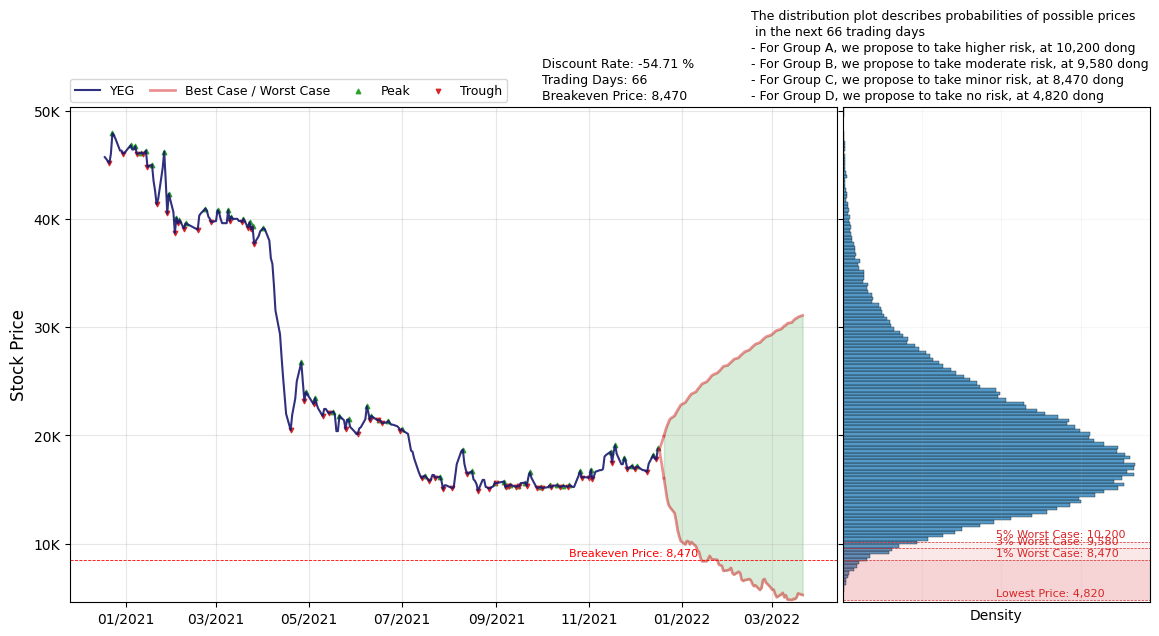 The distribution plot describes probabilities of possible prices
in the next 66 trading days
- For Group A, we propose to take higher risk, at 10,200 dong
- For Group B, we propose to take moderate risk, at 9,580 dong
- For Group C, we propose to take minor risk, at 8,470 dong
- For Group D, we propose to take no risk, at 4,820 dong
Discount Rate: -54.71 %
Trading Days: 66
Breakeven Price: 8,470
YEG
Best Case / Worst Case
Peak
Trough
Stock Price
50K
40K
30K
20K
10K
Breakeven Price: 8,470
5% Worst Case: 10,200
3% Worst Case: 9,580
1% Worst Case: 8,470
Lowest Price: 4,820
01/2021
03/2021
05/2021
07/2021
09/2021
11/2021
01/2022
03/2022
Density